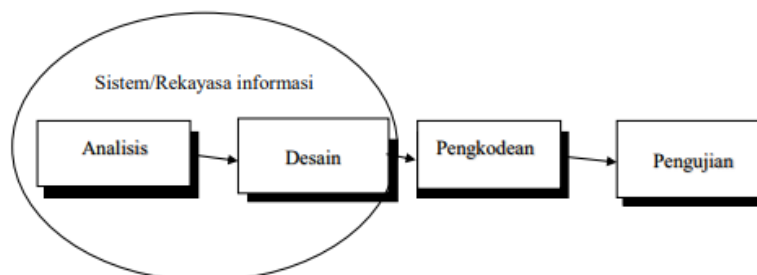 Sistem/Rekayasa informasi
Analisis
Desain
Pengkodean
Pengujian